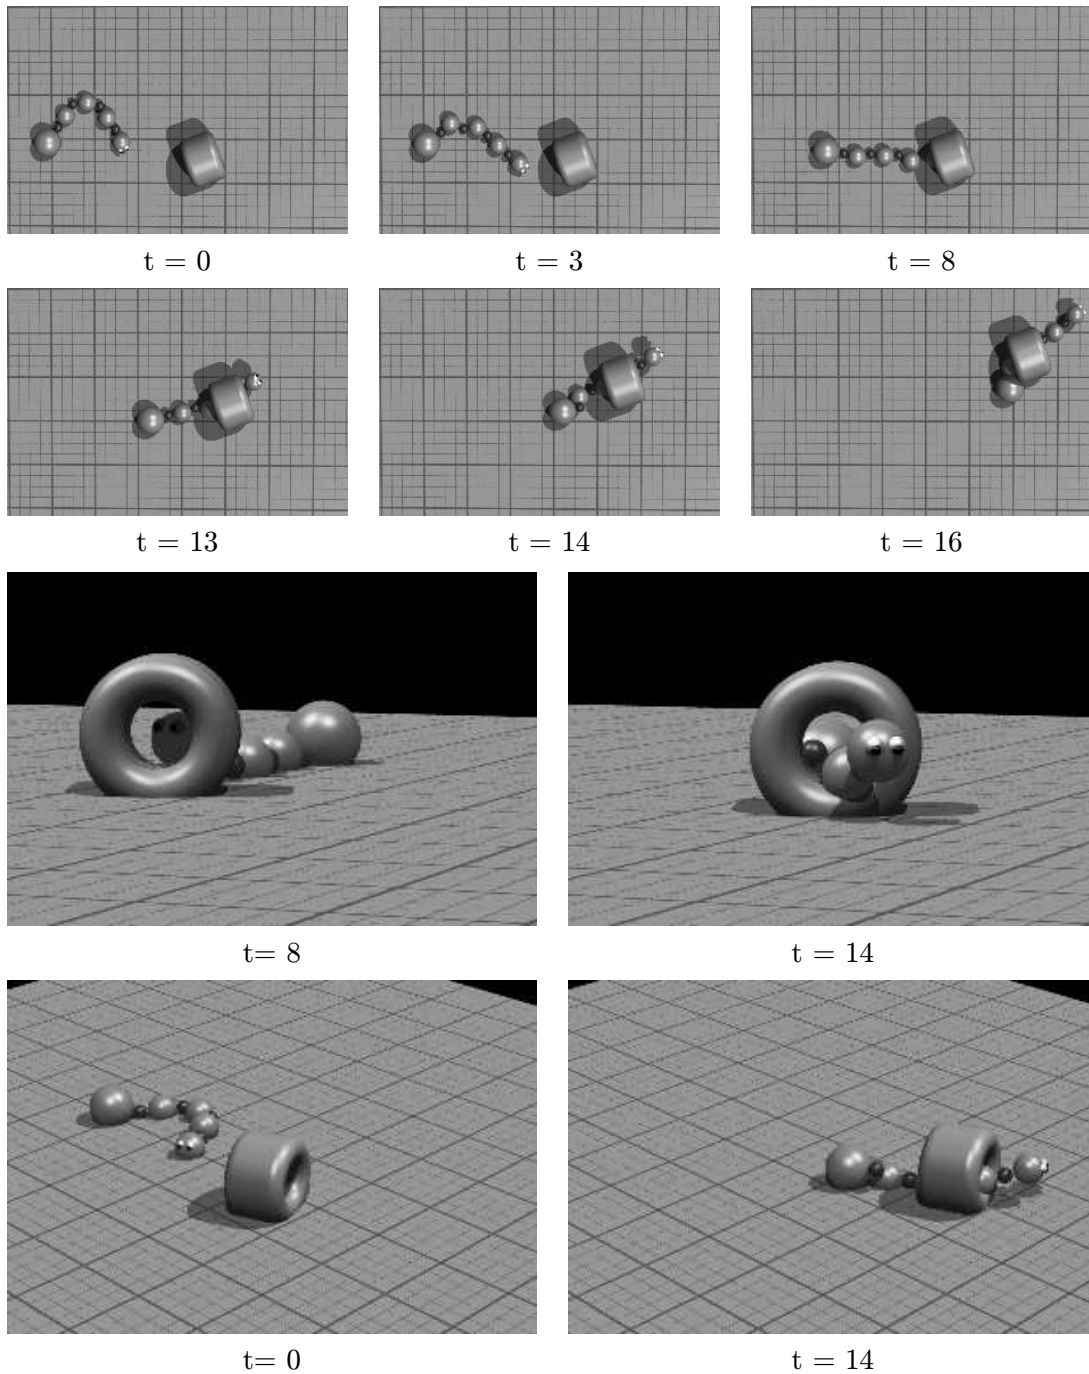 t = 0 t = 3 t = 8
t = 13 t = 14 t = 16
t= 8 t = 14
t= 0 t = 14